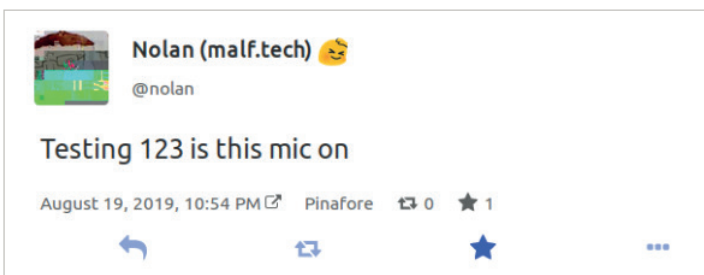 Nolan (malf.tech)
@nolan
Testing 123 is this mic on
August 19, 2019, 10:54 PM Pinafore 0 1